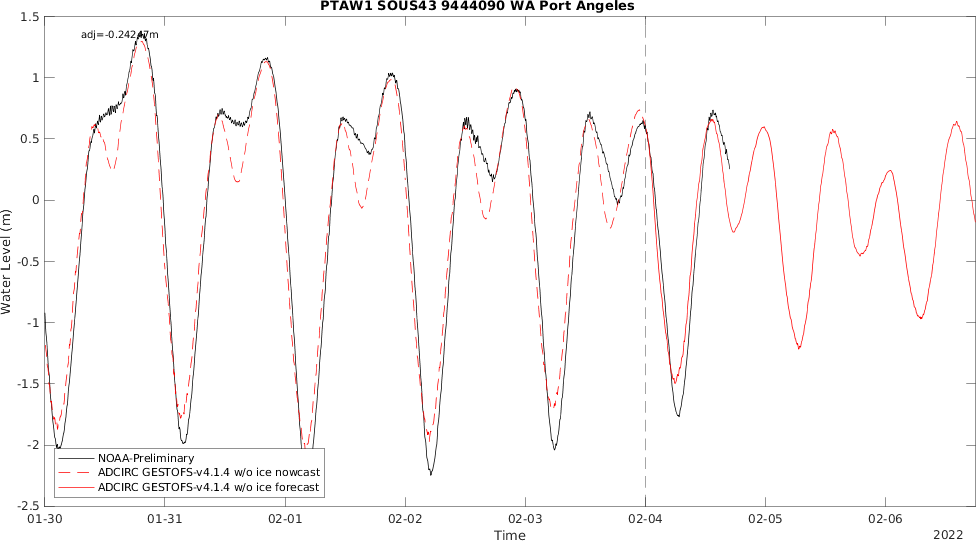 PTAW1 SOUS43 9444090 WA Port Angeles
adj=-0.24247m
1.5
1
0.5
0
-0.5
-1
-1.5
-2
-2.5
Water Level (m)
NOAA-Preliminary
ADCIRC GESTOFS-v4.1.4 w/o ice nowcast
ADCIRC GESTOFS-v4.1.4 w/o ice forecast
01-30 01-31 02-01 02-02 02-03 02-04 02-05 02-06
Time
2022